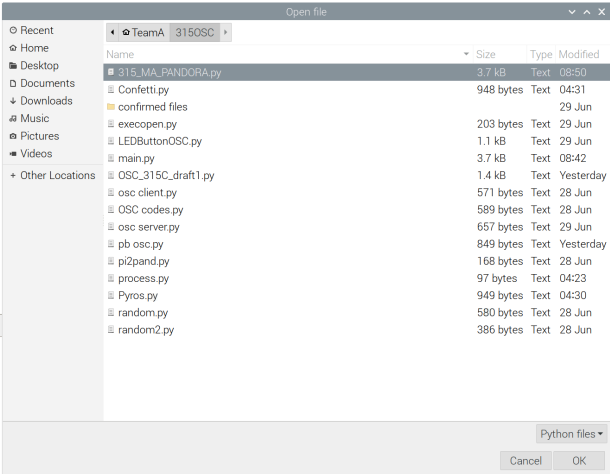 Open file
Recent
Home
Desktop
Documents
Downloads
Music
Pictures
Videos
+ Other Locations
TeamA 315OSC
Name Size Type Modified
315_MA_PANDORA.py 3.7 kB Text 08:50
Confetti.py 948 bytes Text 04:31
confirmed files 29 Jun
execopen.py 203 bytes Text 29 Jun
LEDButtonOSC.py 1.1 kB Text 29 Jun
main.py 3.7 kB Text 08:42
OSC_315C_draft1.py 1.4 kB Text Yesterday
osc client.py 571 bytes Text 28 Jun
OSC codes.py 589 bytes Text 28 Jun
osc server.py 657 bytes Text 29 Jun
pb osc.py 849 bytes Text Yesterday
pi2pand.py 168 bytes Text 28 Jun
process.py 97 bytes Text 04:23
Pyros.py 949 bytes Text 04:30
random.py 580 bytes Text 28 Jun
random2.py 386 bytes Text 28 Jun
Python files
Cancel OK